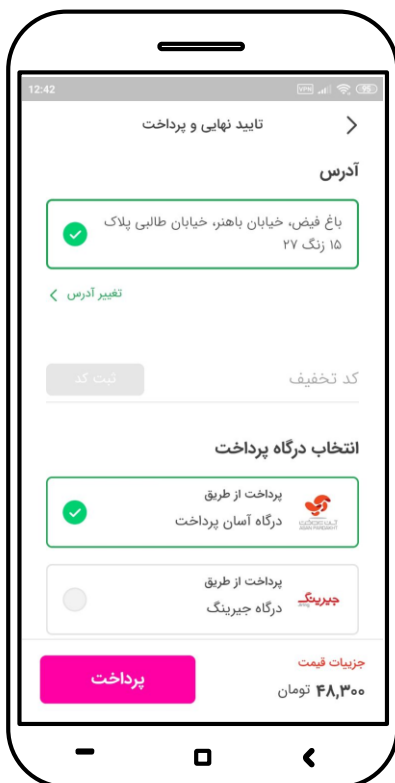 12:42
VPN
95
تایید نهایی و پرداخت
آدرس
باغ فیض، خیابان باهنر، خیابان طالبی پلاک
۱۵ زنگ ۲۷
تغییر آدرس
کد تخفیف
ثبت کد
انتخاب درگاه پرداخت
پرداخت از طریق
درگاه آسان پرداخت
پرداخت از طریق
درگاه جیرینگ
جیرینگ
جزییات قیمت
۴۸,۳۰۰ تومان
پرداخت